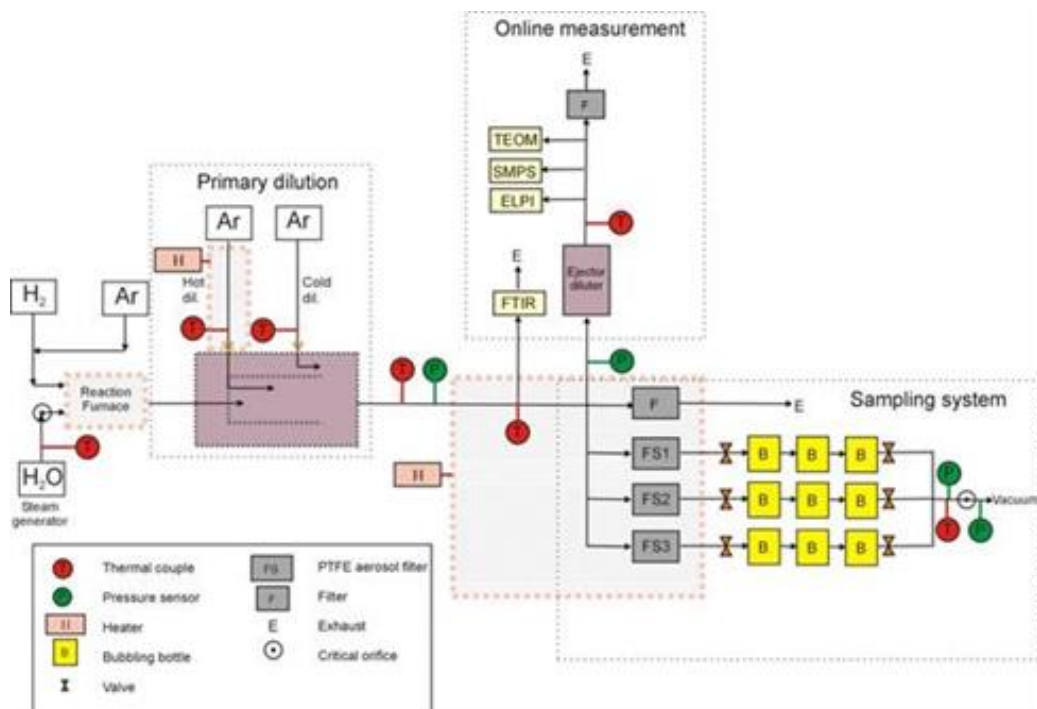 Online measurement
E
F
TEOM
SMPS
ELPI
T
E
FTIR
Ejector
diluter
P
Primary dilution
Ar
Ar
H
Hot
dil.
Cold
dil.
T
T
H₂
Ar
Reaction
Furnace
T
H₂O
Steam
generator
T
P
T
H
Sampling system
F
E
FS1
B
B
B
FS2
B
B
B
FS3
B
B
B
P
T
P
Vacuum
T
Thermal couple
P
Pressure sensor
H
Heater
B
Bubbling bottle
Valve
FS
PTFE aerosol filter
F
Filter
E
Exhaust
Critical orifice